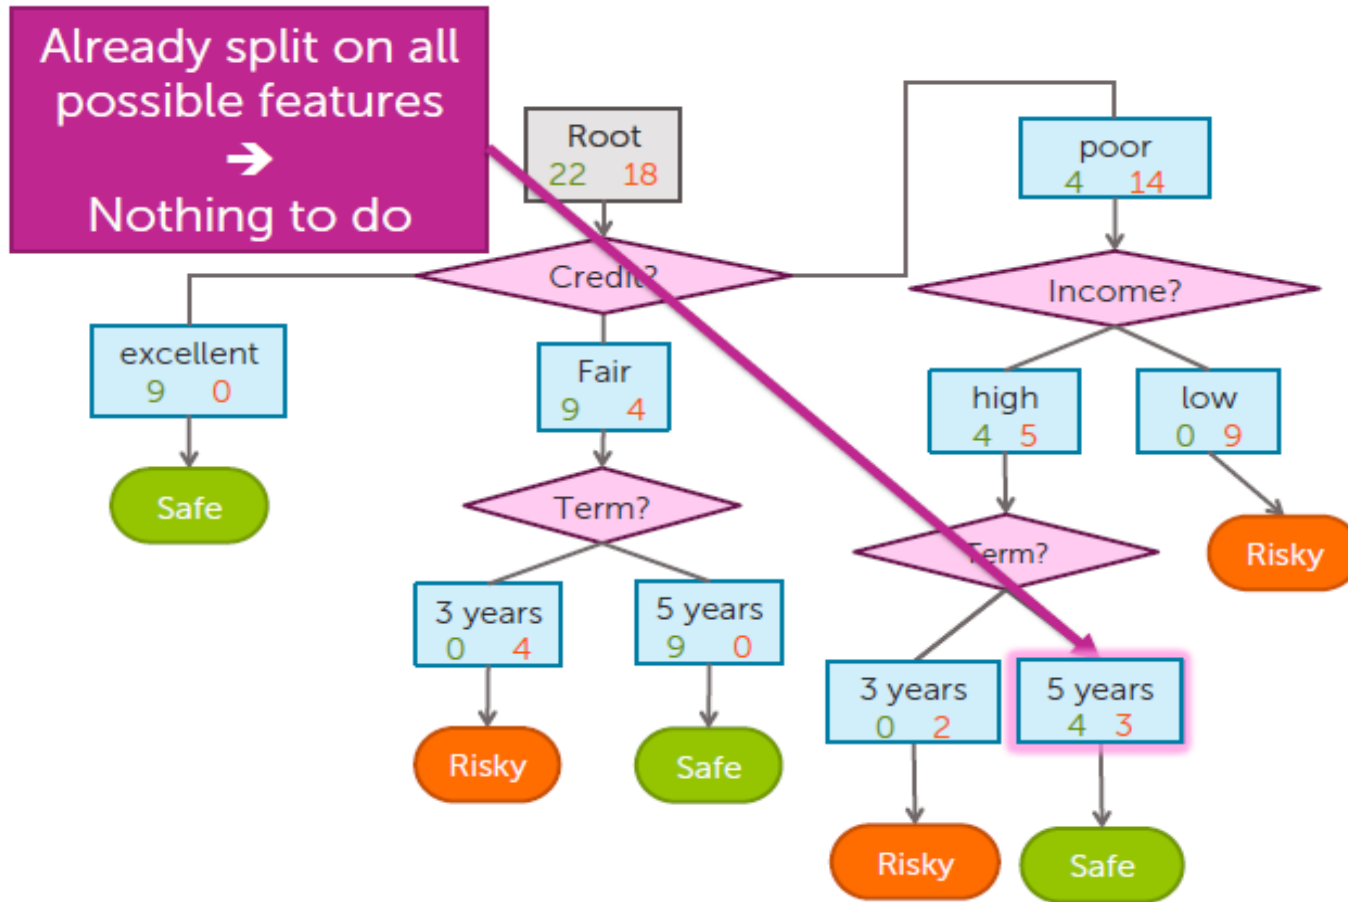 Already split on all
possible features
➔
Nothing to do
Root
22 18
Credit?
excellent
9 0
Safe
Fair
9 4
Term?
3 years
0 4
Risky
5 years
9 0
Safe
poor
4 14
Income?
high
4 5
low
0 9
Risky
Term?
3 years
0 2
Risky
5 years
4 3
Safe